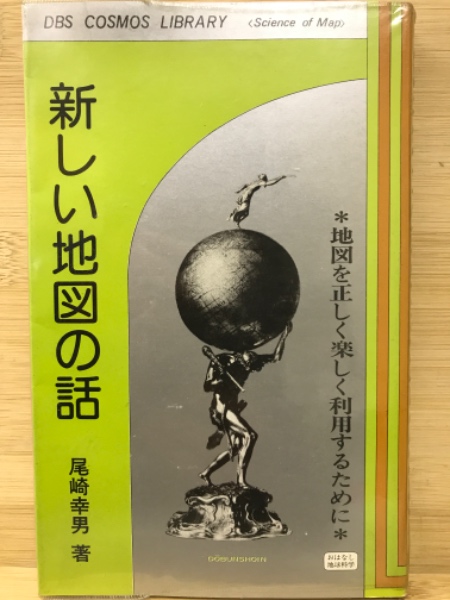 DBS COSMOS LIBRARY 〈Science of Map〉
新しい地図の話
尾崎幸男 著
＊地図を正しく楽しく利用するために＊
DŌBUNSHOIN
おはなし
地球科学